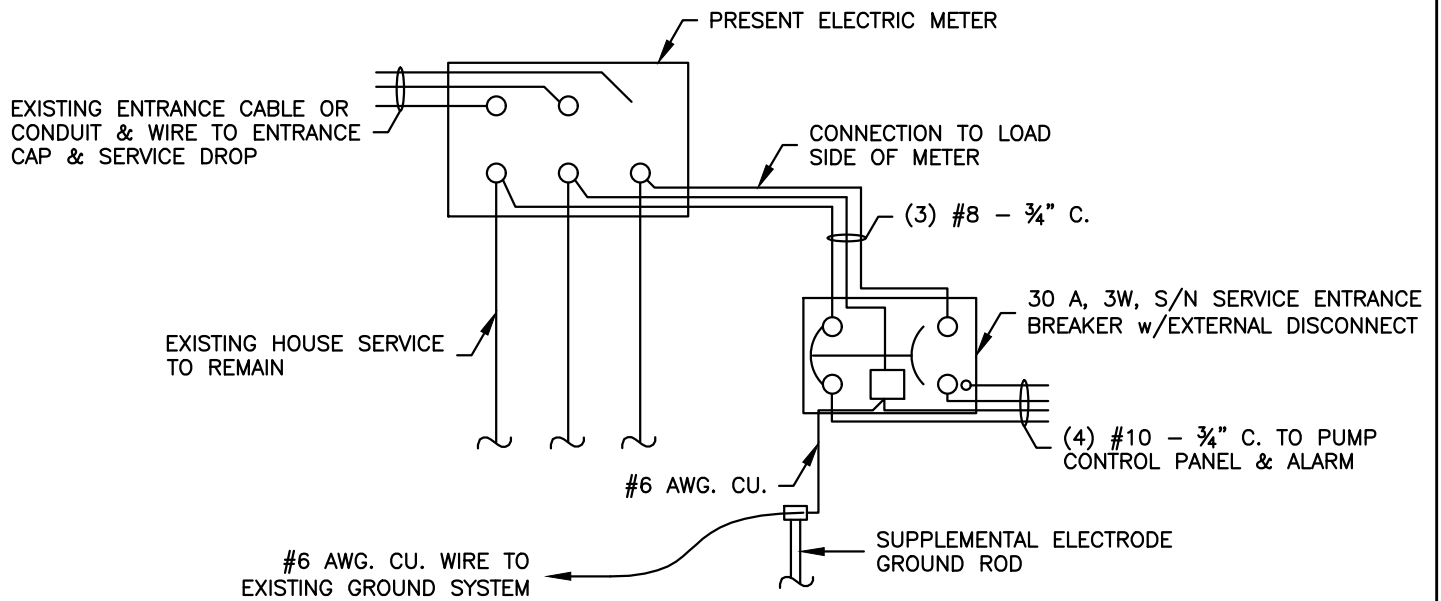 PRESENT ELECTRIC METER
EXISTING ENTRANCE CABLE OR
CONDUIT & WIRE TO ENTRANCE
CAP & SERVICE DROP
CONNECTION TO LOAD
SIDE OF METER
(3) #8 – ¾" C.
30 A, 3W, S/N SERVICE ENTRANCE
BREAKER w/EXTERNAL DISCONNECT
EXISTING HOUSE SERVICE
TO REMAIN
(4) #10 – ¾" C. TO PUMP
CONTROL PANEL & ALARM
#6 AWG. CU.
SUPPLEMENTAL ELECTRODE
GROUND ROD
#6 AWG. CU. WIRE TO
EXISTING GROUND SYSTEM